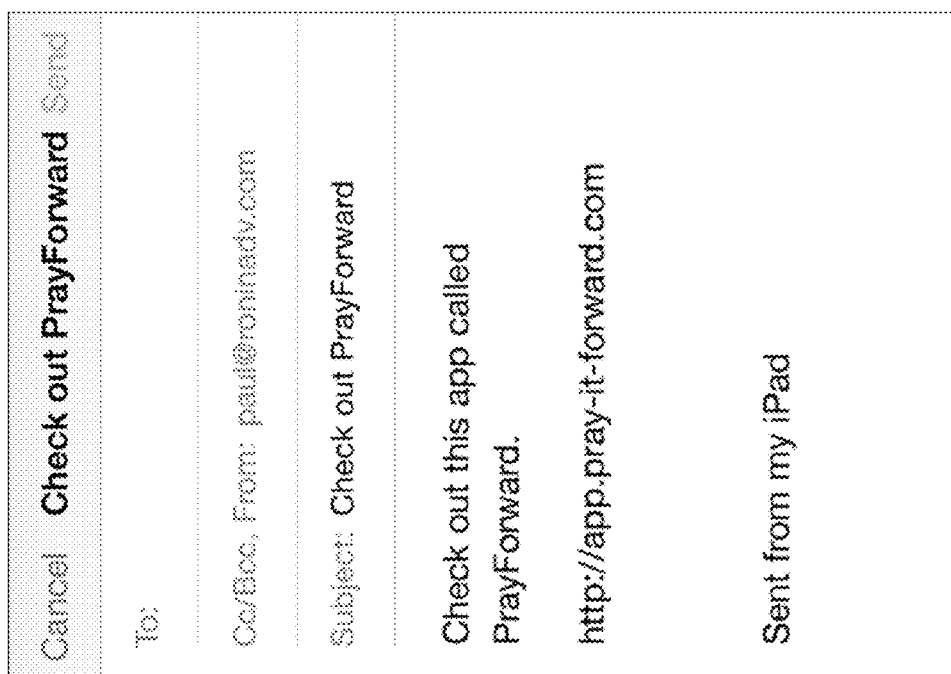 Cancel Check out PrayForward Send
To:
Cc/Bcc, From: paul@roninadv.com
Subject: Check out PrayForward
Check out this app called
PrayForward.
http://app.pray-it-forward.com
Sent from my iPad